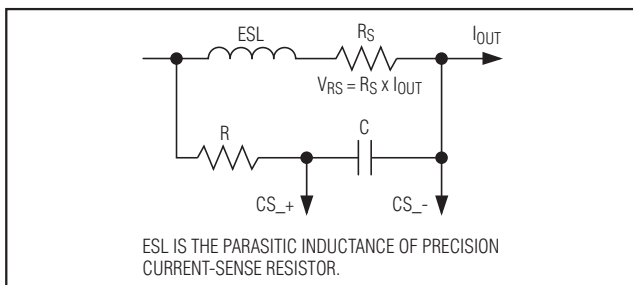 ESL
RS
IOUT
VRS = RS x IOUT
R
C
CS_+
CS_-
ESL IS THE PARASITIC INDUCTANCE OF PRECISION
CURRENT-SENSE RESISTOR.